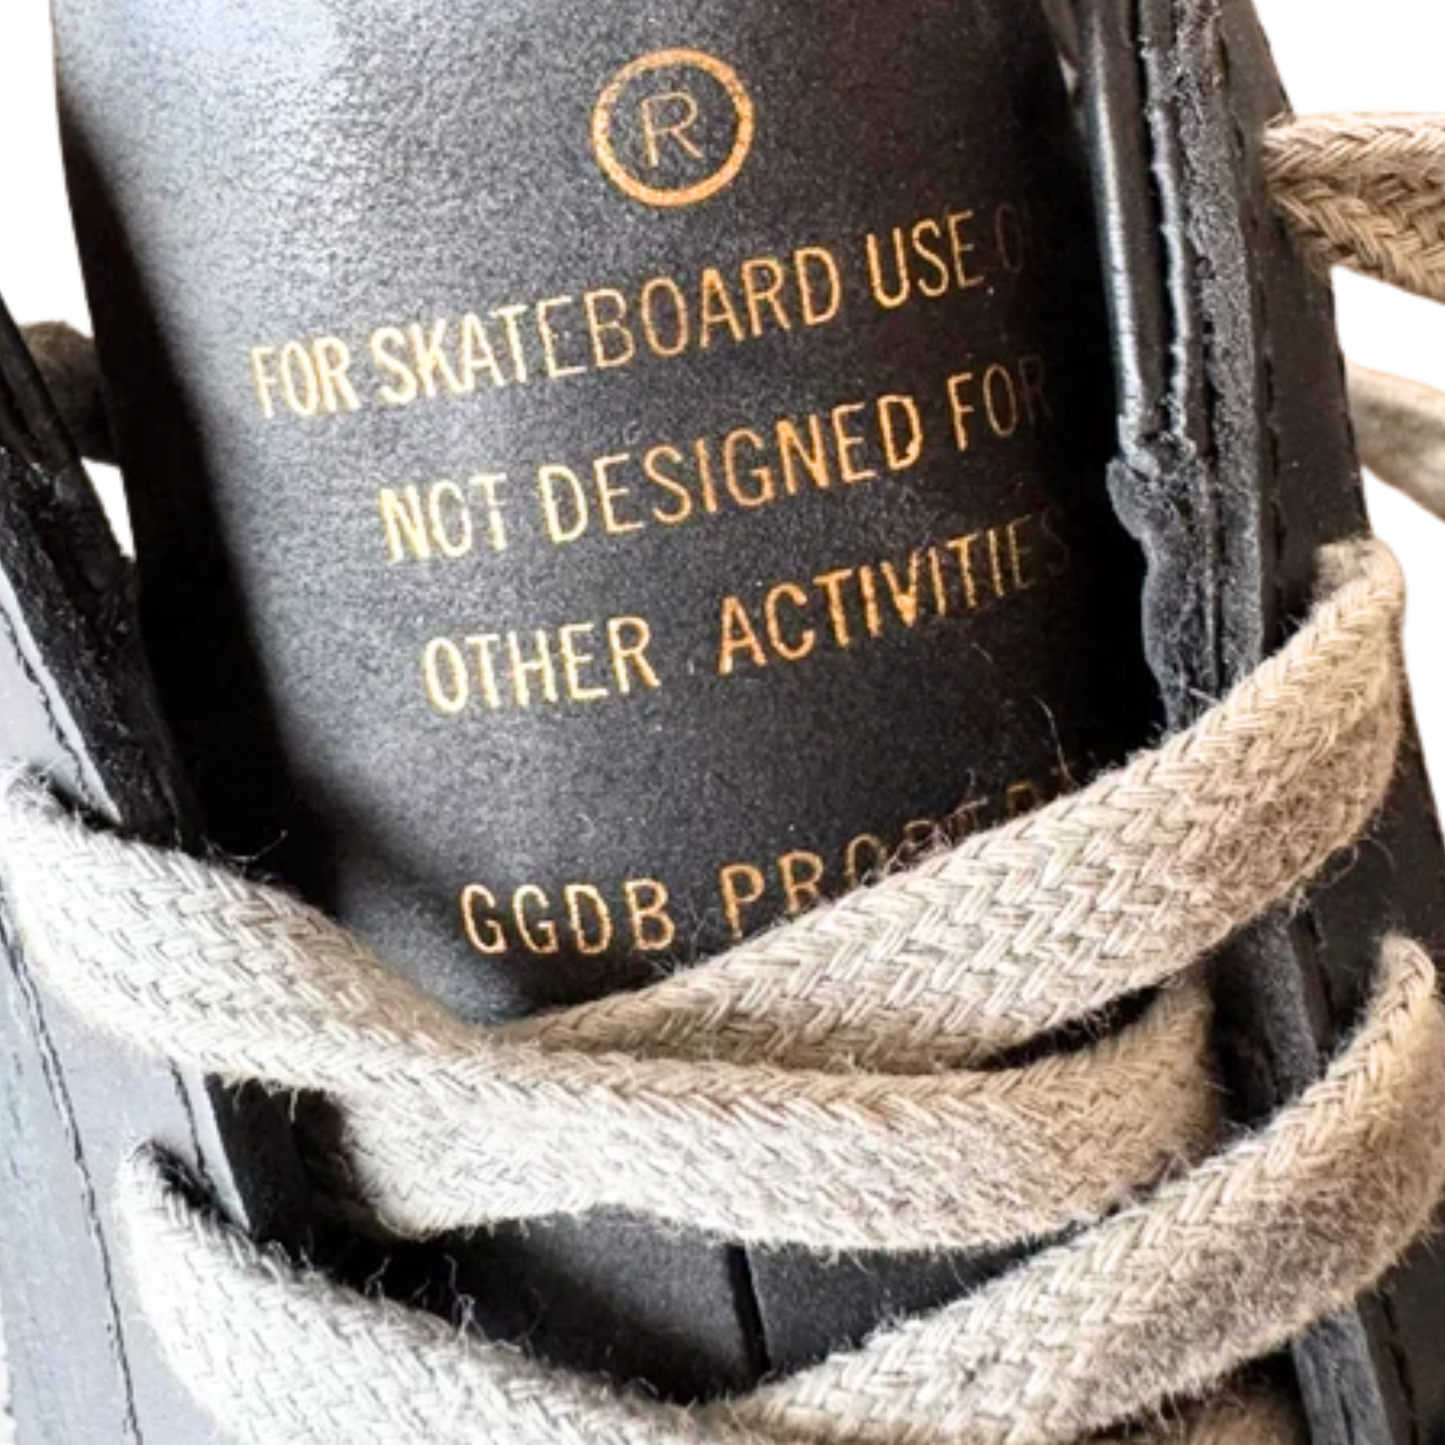 ®
FOR SKATEBOARD USE
NOT DESIGNED FOR
OTHER ACTIVITIES
GGDB